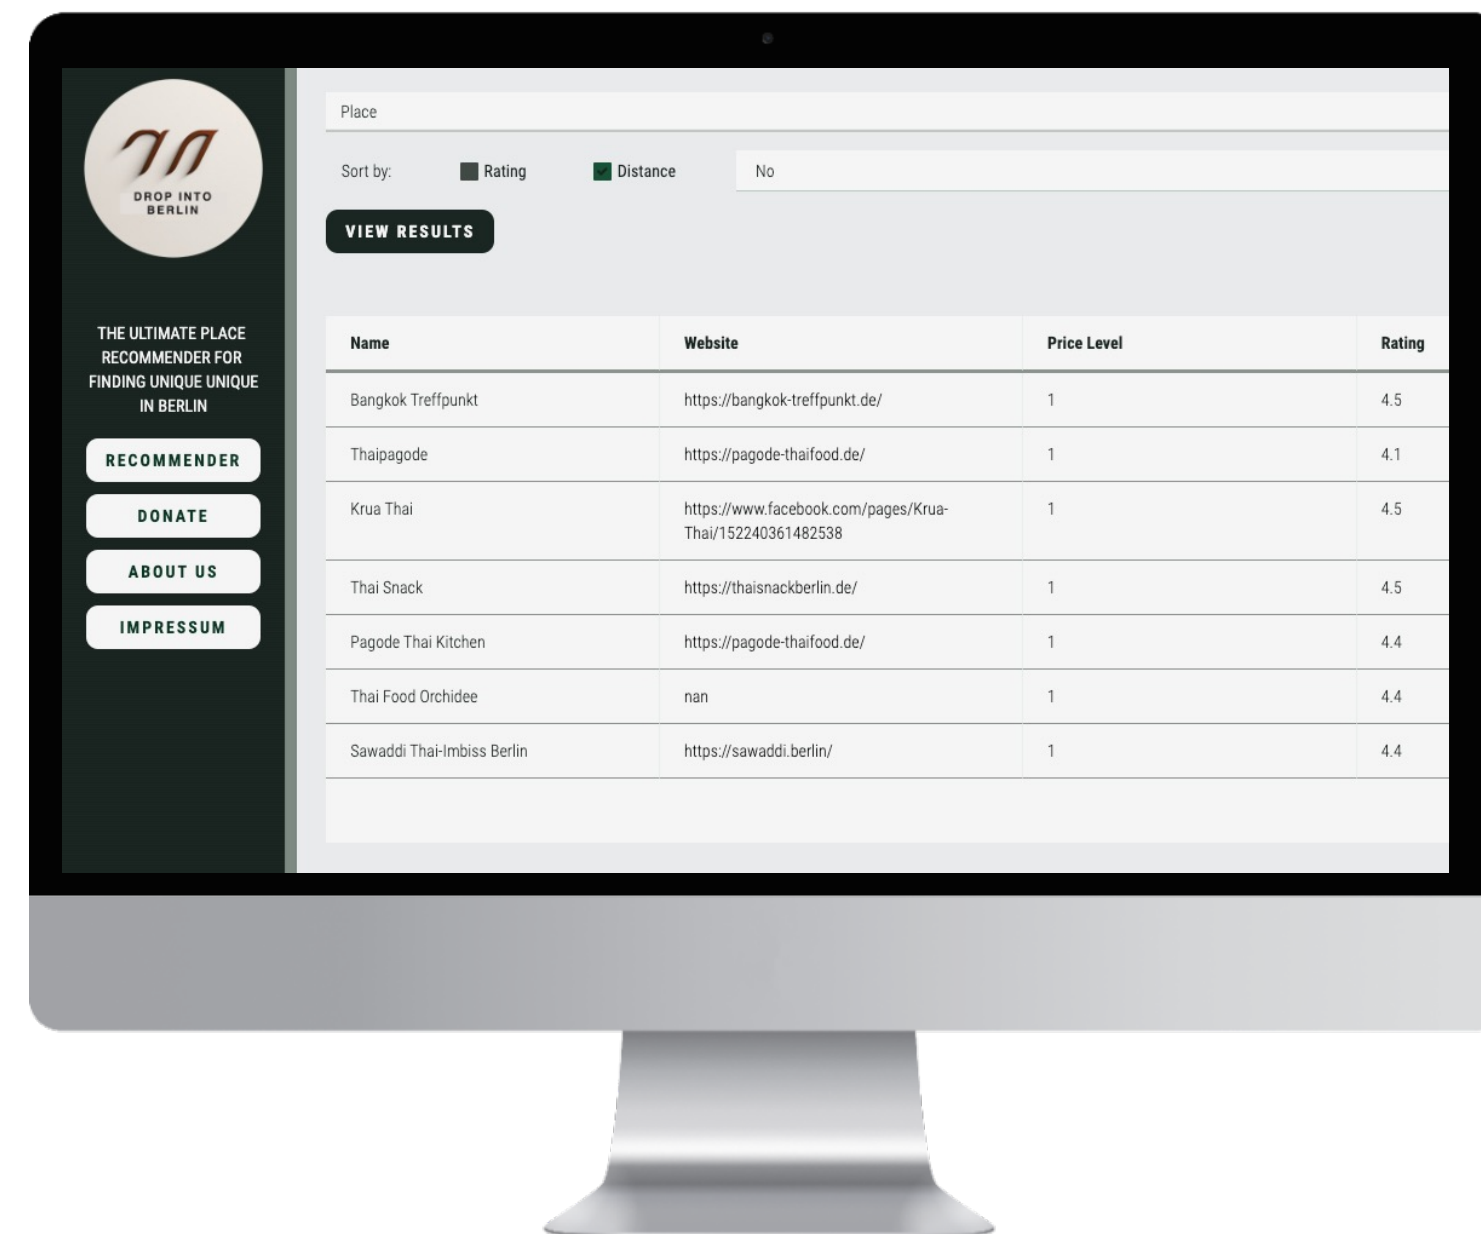 DROP INTO
BERLIN
THE ULTIMATE PLACE
RECOMMENDER FOR
FINDING UNIQUE UNIQUE
IN BERLIN
RECOMMENDER
DONATE
ABOUT US
IMPRESSUM
Place
Sort by: Rating Distance No
VIEW RESULTS
Name Website Price Level Rating
Bangkok Treffpunkt https://bangkok-treffpunkt.de/ 1 4.5
Thaipagode https://pagode-thaifood.de/ 1 4.1
Krua Thai https://www.facebook.com/pages/Krua- 1 4.5
Thai/152240361482538
Thai Snack https://thaisnackberlin.de/ 1 4.5
Pagode Thai Kitchen https://pagode-thaifood.de/ 1 4.4
Thai Food Orchidee nan 1 4.4
Sawaddi Thai-Imbiss Berlin https://sawaddi.berlin/ 1 4.4